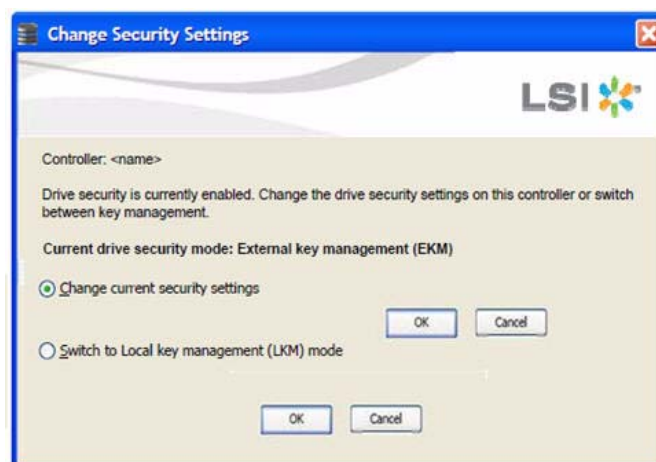 Change Security Settings
LSI
Controller: <name>
Drive security is currently enabled. Change the drive security settings on this controller or switch
between key management.
Current drive security mode: External key management (EKM)
Change current security settings
OK Cancel
Switch to Local key management (LKM) mode
OK Cancel